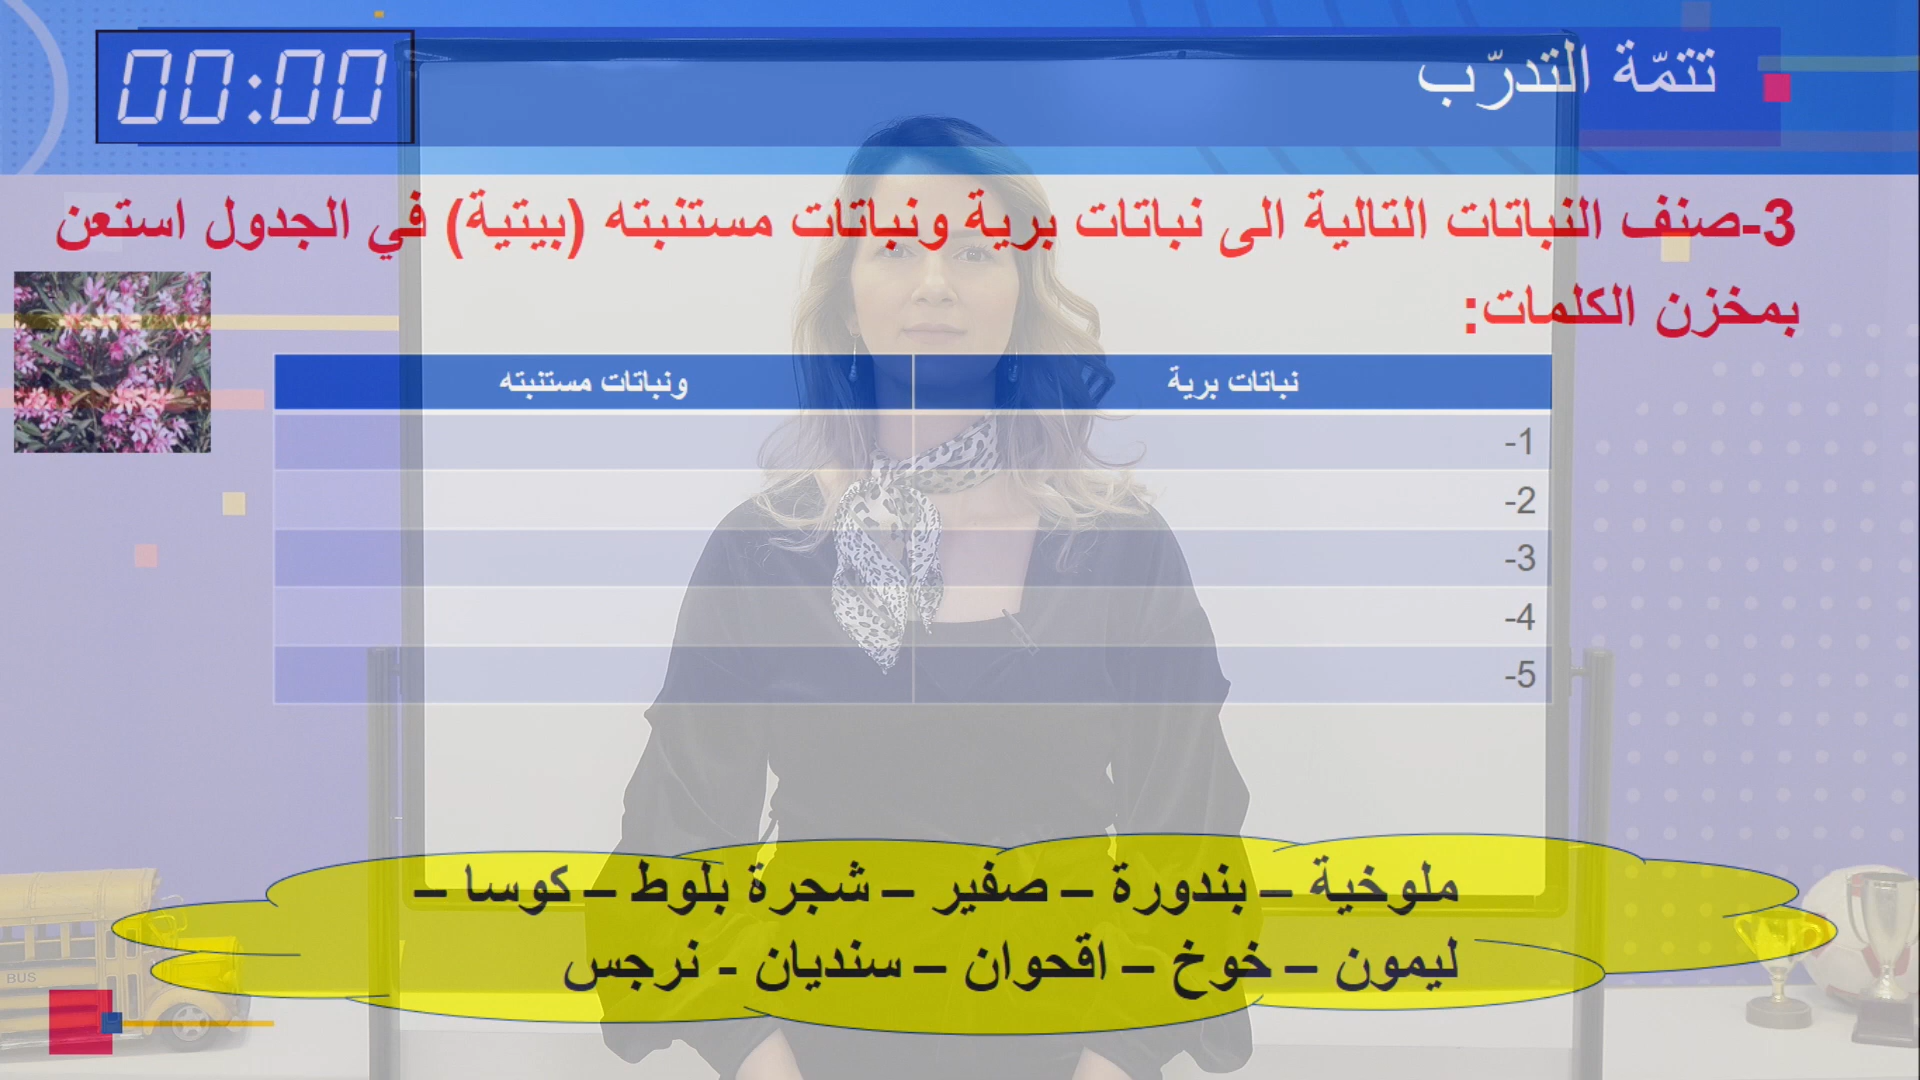 00:00
تتمّة التدرّب
3-صنف النباتات التالية الى نباتات برية ونباتات مستنبته (بيتية) في الجدول استعن
بمخزن الكلمات:
نباتات برية ونباتات مستنبته
1-
2-
3-
4-
5-
ملوخية – بندورة – صفير – شجرة بلوط – كوسا –
ليمون – خوخ – اقحوان – سنديان - نرجس
BUS